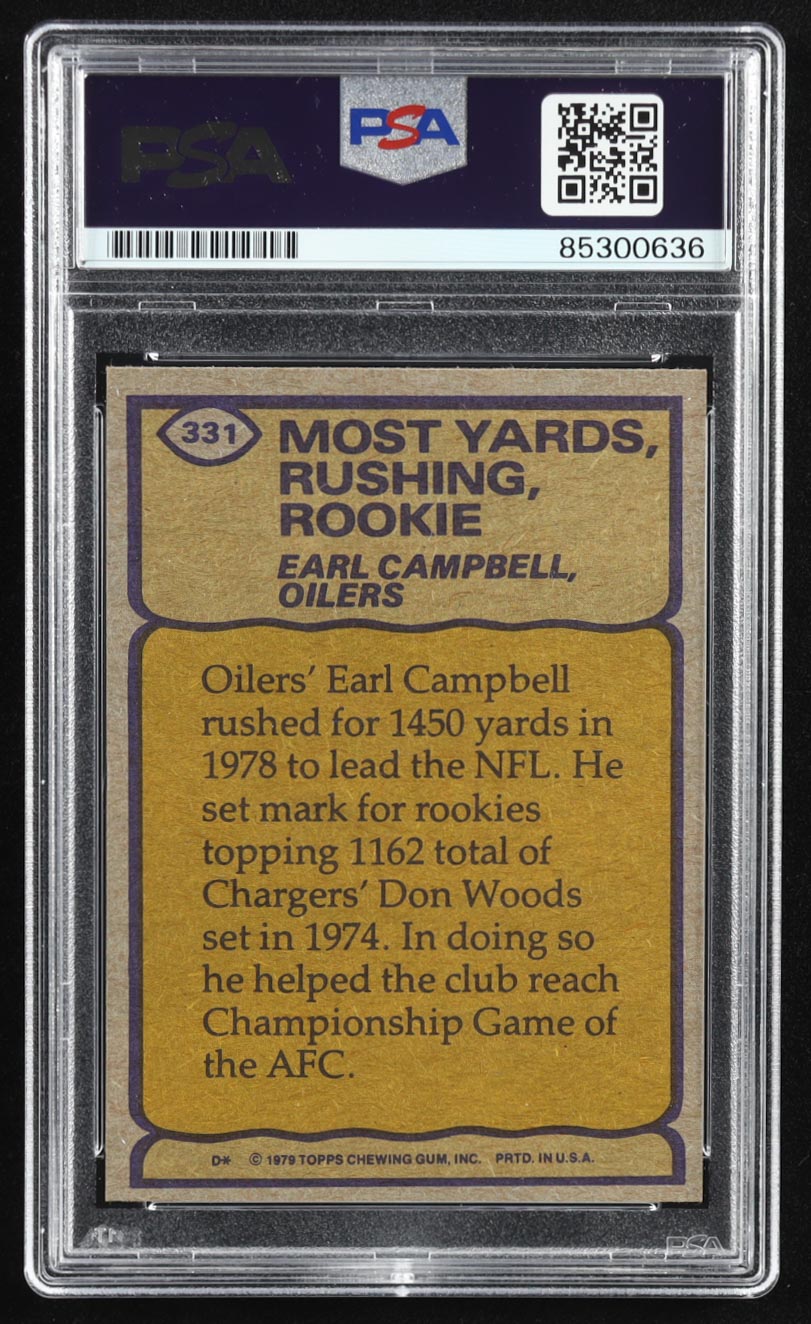 PSA
PSA
85300636
331
MOST YARDS,
RUSHING,
ROOKIE
EARL CAMPBELL,
OILERS
Oilers' Earl Campbell
rushed for 1450 yards in
1978 to lead the NFL. He
set mark for rookies
topping 1162 total of
Chargers' Don Woods
set in 1974. In doing so
he helped the club reach
Championship Game of
the AFC.
D* © 1979 TOPPS CHEWING GUM, INC. PRTD. IN U.S.A.
PSA